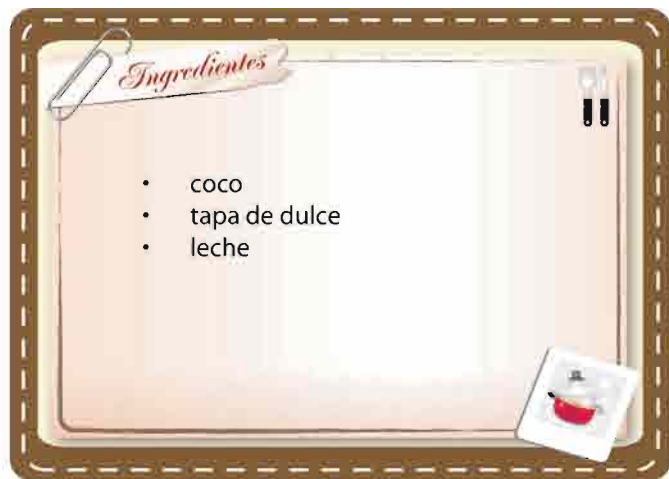 Ingredientes
• coco
• tapa de dulce
• leche